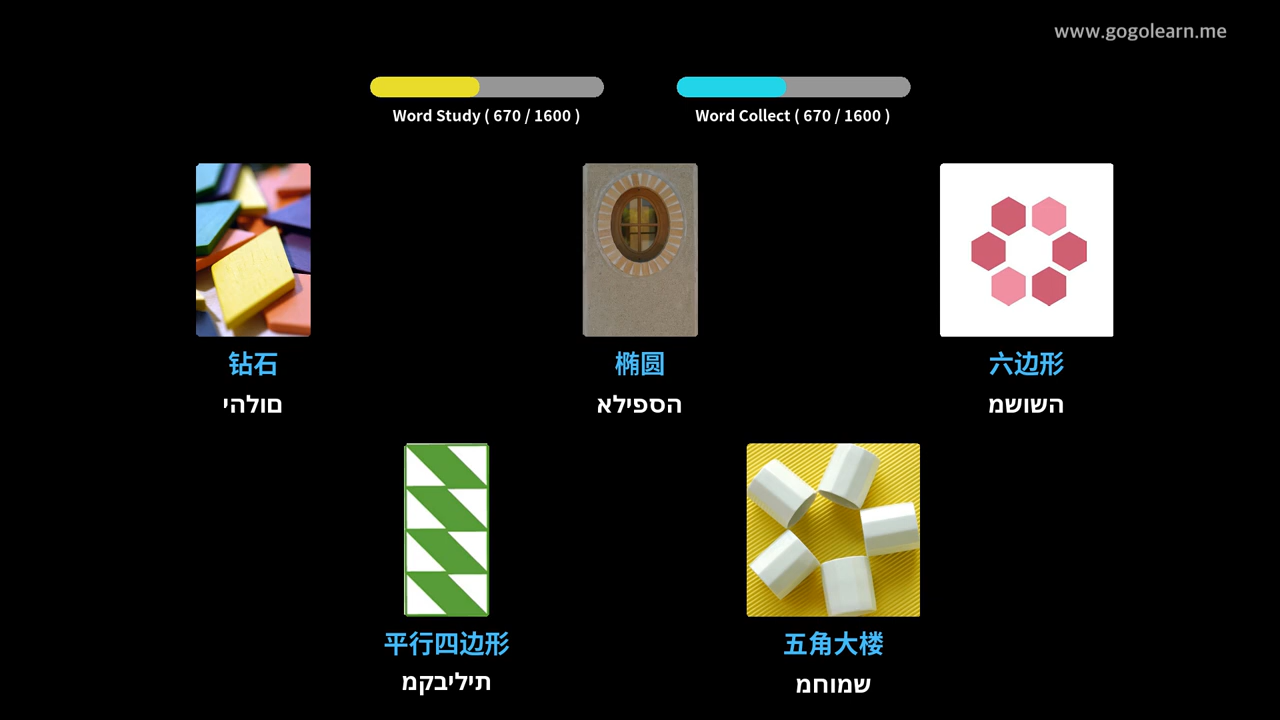 www.gogolearn.me
Word Study ( 670 / 1600 )
Word Collect ( 670 / 1600 )
钻石
םולהי
椭圆
הספילא
六边形
השושמ
平行四边形
תיליבקמ
五角大楼
שמוחמ